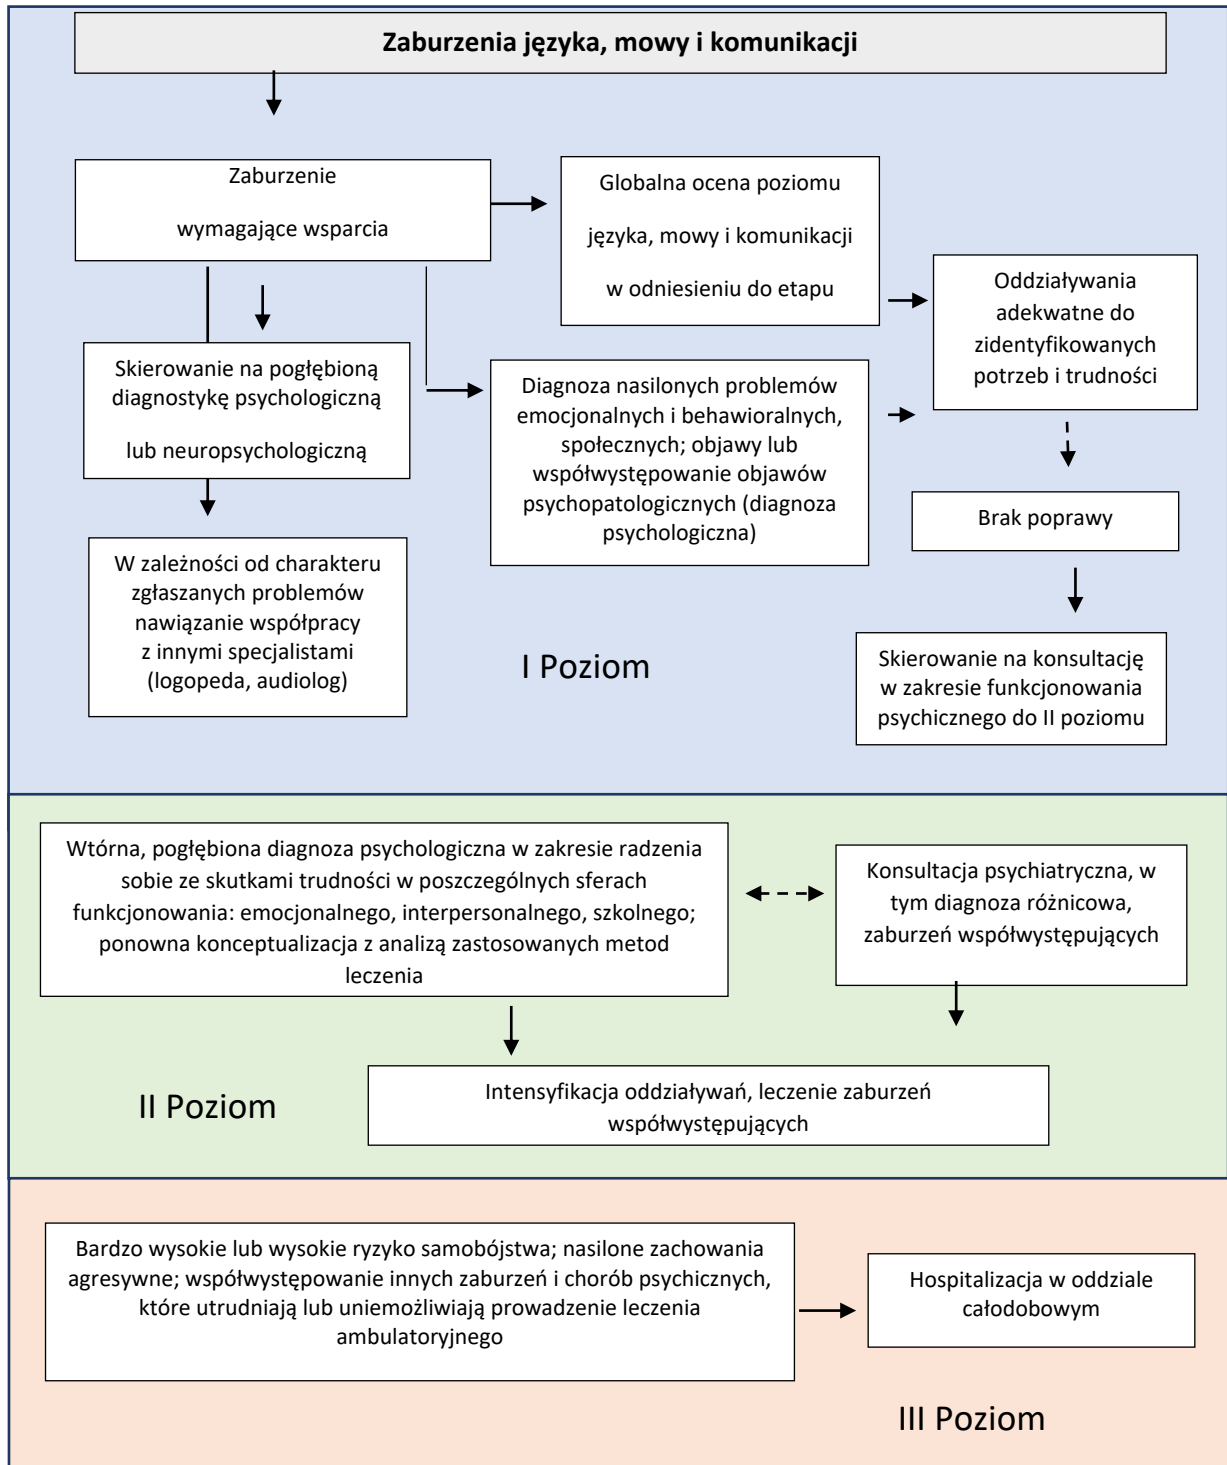 Zaburzenia języka, mowy i komunikacji
Zaburzenie
wymagające wsparcia
Globalna ocena poziomu
języka, mowy i komunikacji
w odniesieniu do etapu
Oddziaływania
adekwatne do
zidentyfikowanych
potrzeb i trudności
Skierowanie na pogłębioną
diagnostykę psychologiczną
lub neuropsychologiczną
Diagnoza nasilonych problemów
emocjonalnych i behawioralnych,
społecznych; objawy lub
współwystępowanie objawów
psychopatologicznych (diagnoza
psychologiczna)
Brak poprawy
W zależności od charakteru
zgłaszanych problemów
nawiązanie współpracy
z innymi specjalistami
(logopeda, audiolog)
I Poziom
Skierowanie na konsultację
w zakresie funkcjonowania
psychicznego do II poziomu
Wtórna, pogłębiona diagnoza psychologiczna w zakresie radzenia
sobie ze skutkami trudności w poszczególnych sferach
funkcjonowania: emocjonalnego, interpersonalnego, szkolnego;
ponowna konceptualizacja z analizą zastosowanych metod
leczenia
Konsultacja psychiatryczna, w
tym diagnoza różnicowa,
zaburzeń współwystępujących
Intensyfikacja oddziaływań, leczenie zaburzeń
współwystępujących
II Poziom
Bardzo wysokie lub wysokie ryzyko samobójstwa; nasilone zachowania
agresywne; współwystępowanie innych zaburzeń i chorób psychicznych,
które utrudniają lub uniemożliwiają prowadzenie leczenia
ambulatoryjnego
Hospitalizacja w oddziale
całodobowym
III Poziom